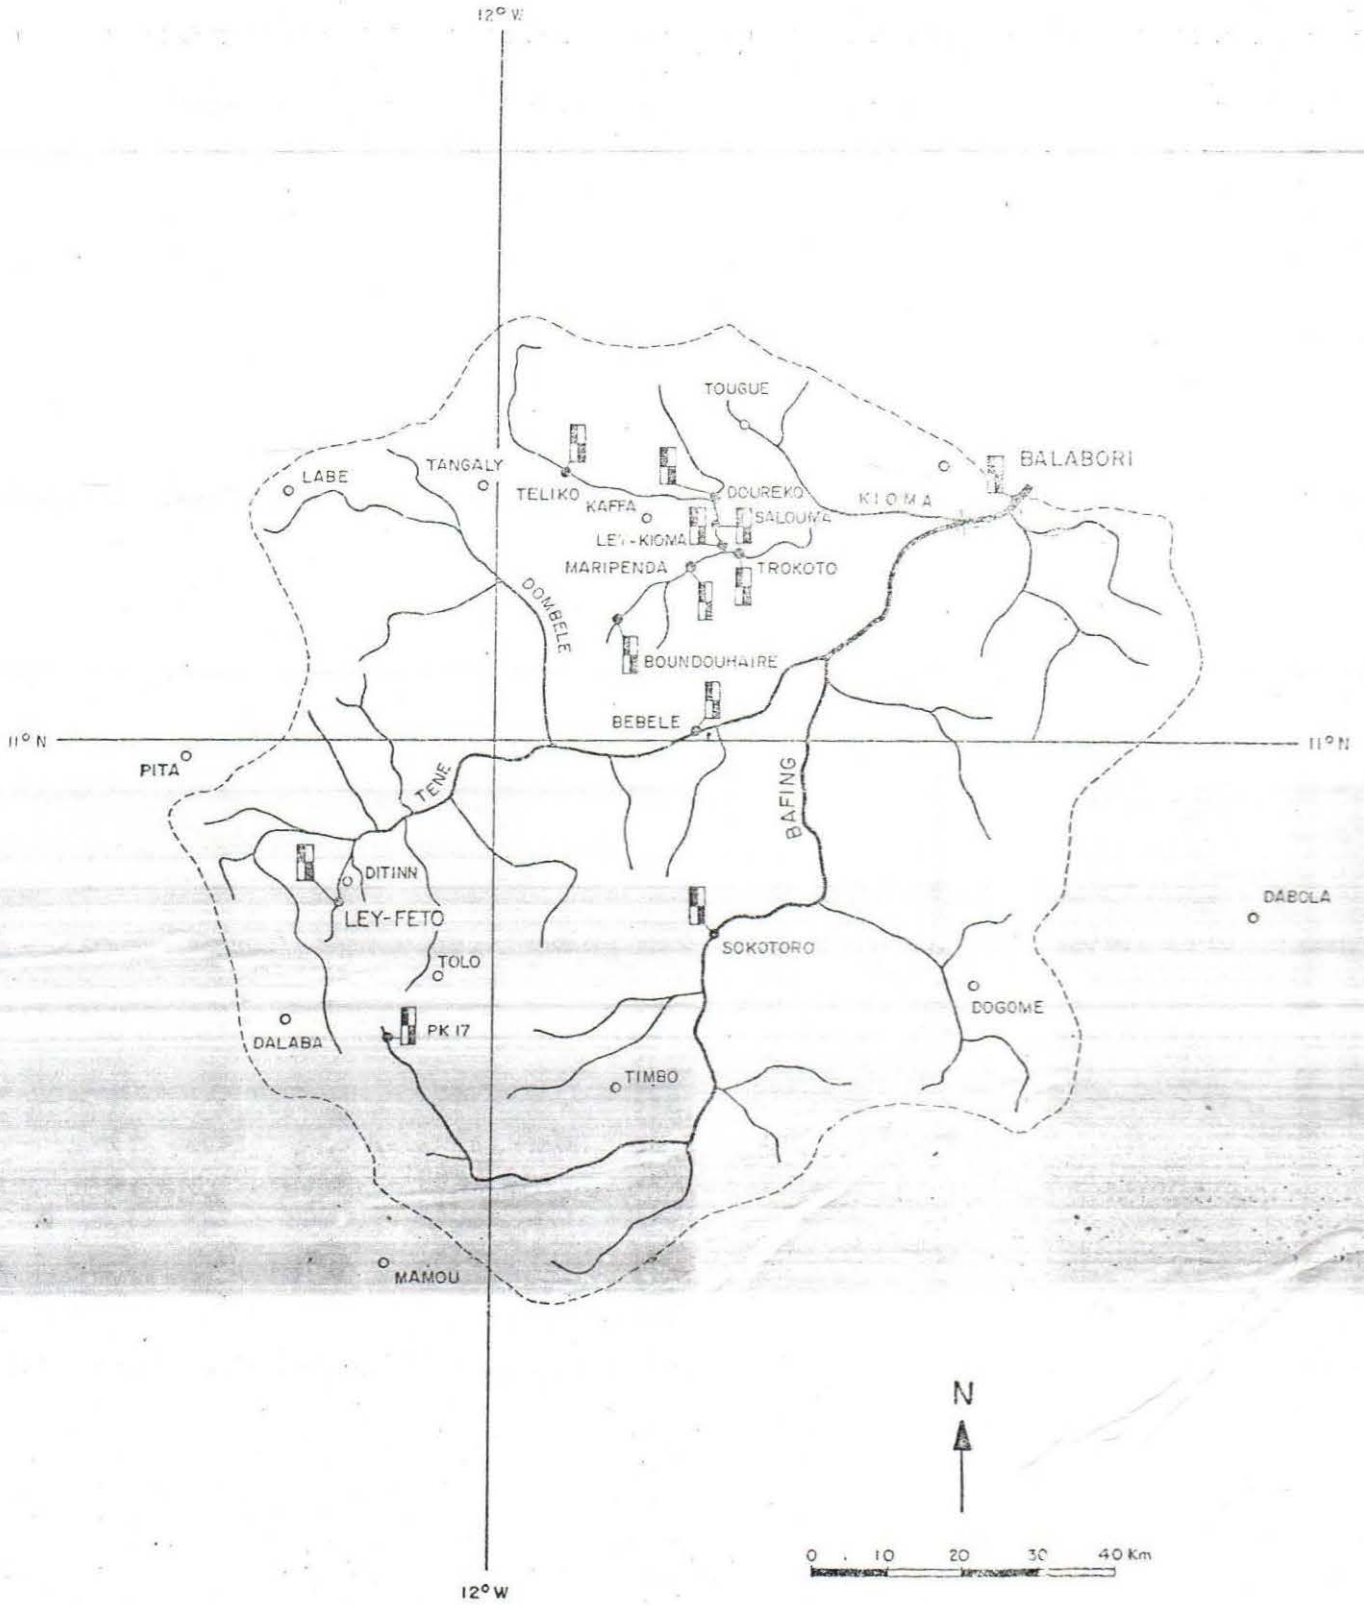 12° W
TOUGUE
BALABORI
LABE
TANGALY
TELIKO
DOUREKO
KIOMA
KAFFA
SALOUMA
LEY-KIOMA
MARIPENDA
TROKOTO
DOMBELE
BOUNDOUHAIRE
BEBELE
11° N
11° N
PITA
TENE
BAFING
DITINN
DABOLA
LEY-FETO
SOKOTORO
TOLO
DOGOME
PK 17
DALABA
TIMBO
MAMOU
N
0 10 20 30 40 Km
12° W